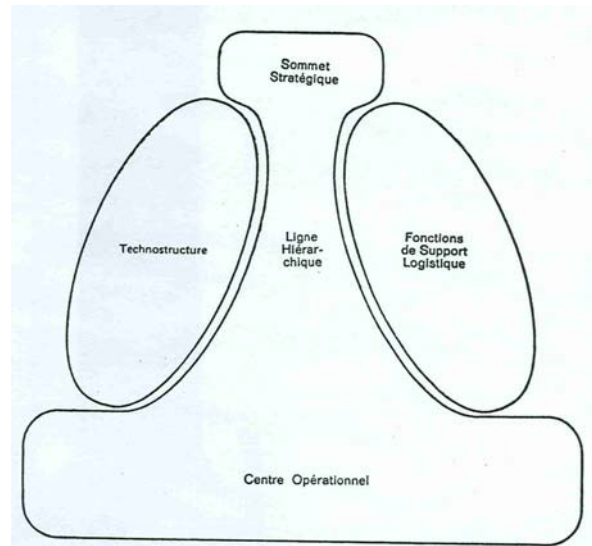 Sommet
Stratégique
Technostructure
Ligne
Hiérar-
chique
Fonctions
de Support
Logistique
Centre Opérationnel